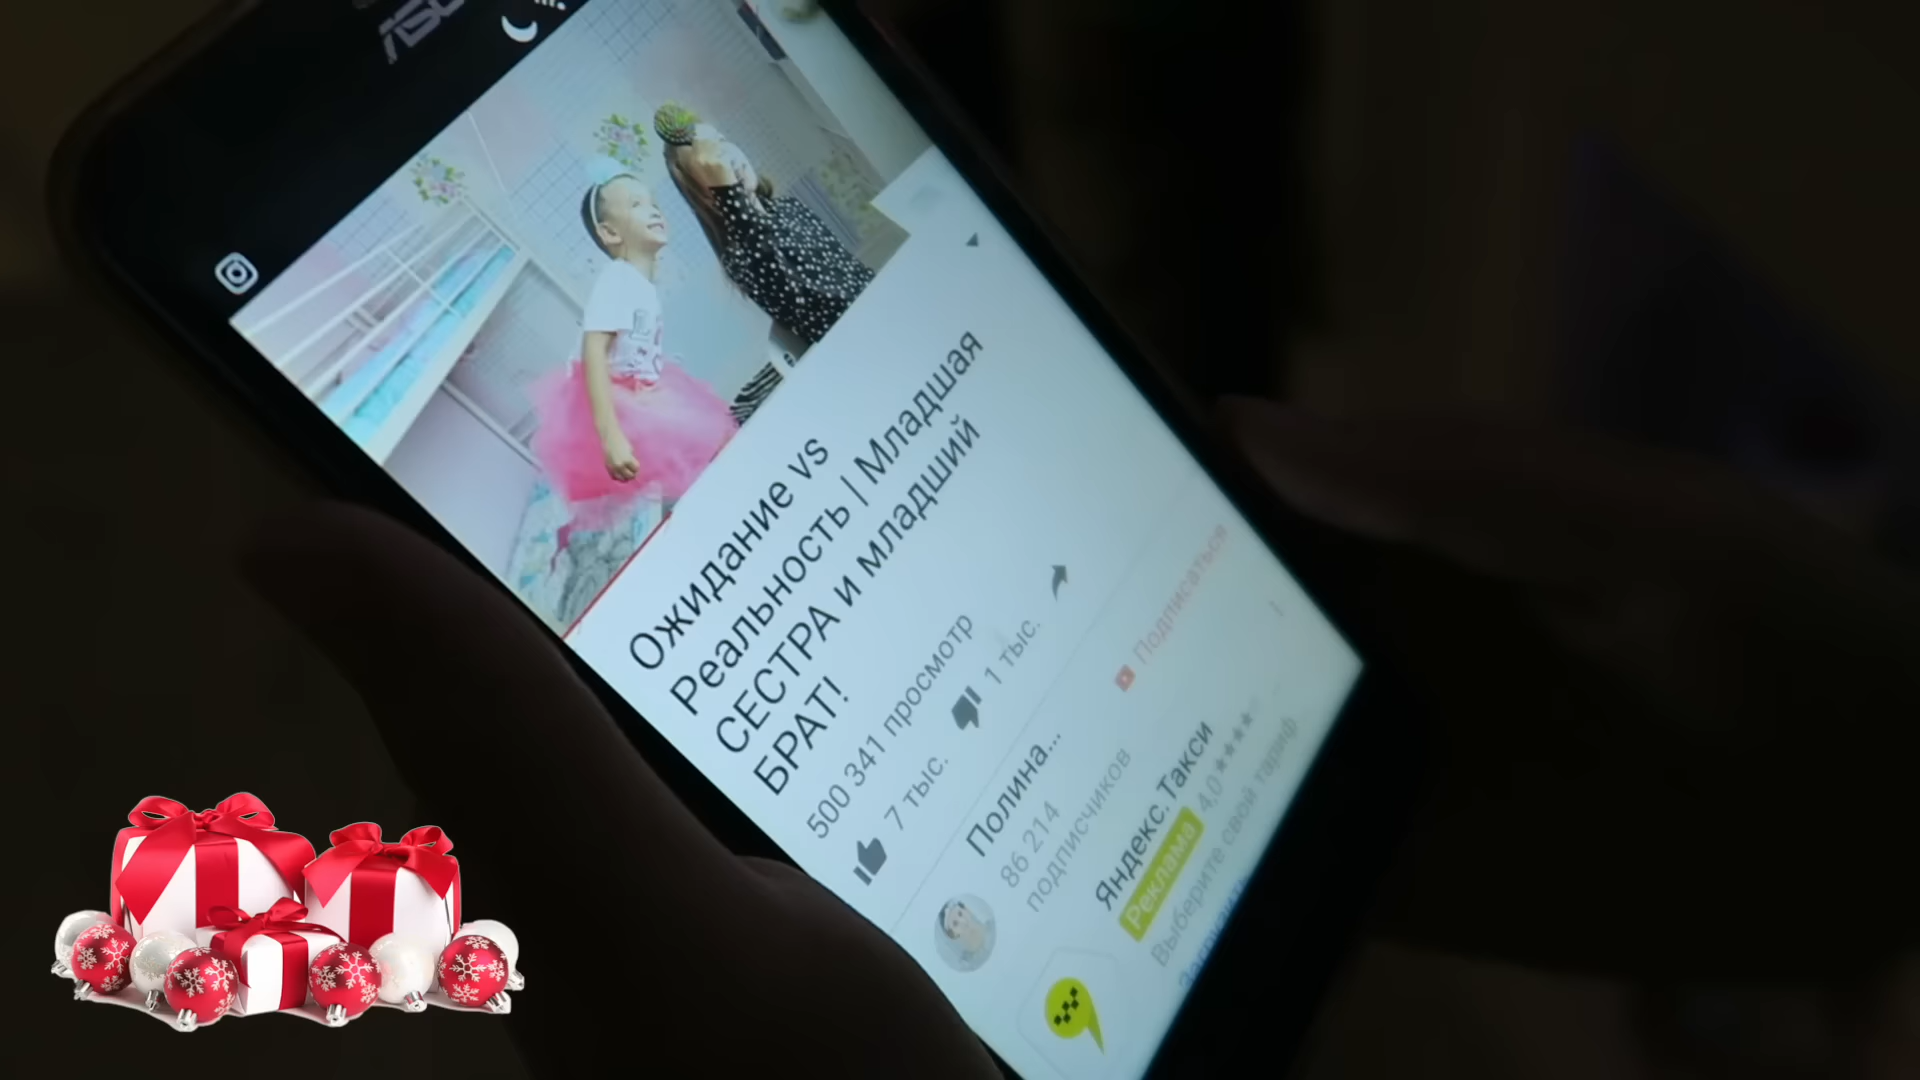 ASUS
Ожидание vs
Реальность | Младшая
СЕСТРА и младший
БРАТ!
500 341 просмотр
7 тыс.
1 тыс.
Полина...
86 214
подписчиков
Подписаться
Яндекс.Такси
Реклама 4,0 ★★★★
Выберите свой тариф